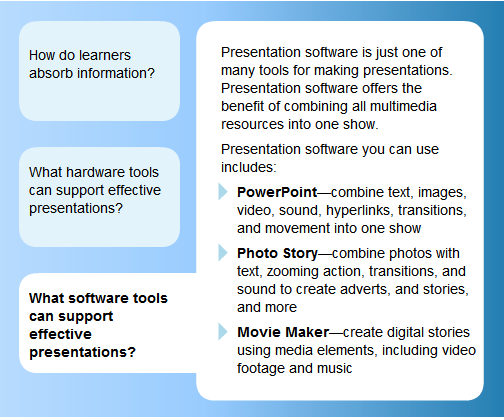 How do learners
absorb information?
What hardware tools
can support effective
presentations?
What software tools
can support
effective
presentations?
Presentation software is just one of
many tools for making presentations.
Presentation software offers the
benefit of combining all multimedia
resources into one show.
Presentation software you can use
includes:
PowerPoint—combine text, images,
video, sound, hyperlinks, transitions,
and movement into one show
Photo Story—combine photos with
text, zooming action, transitions, and
sound to create adverts, and stories,
and more
Movie Maker—create digital stories
using media elements, including video
footage and music